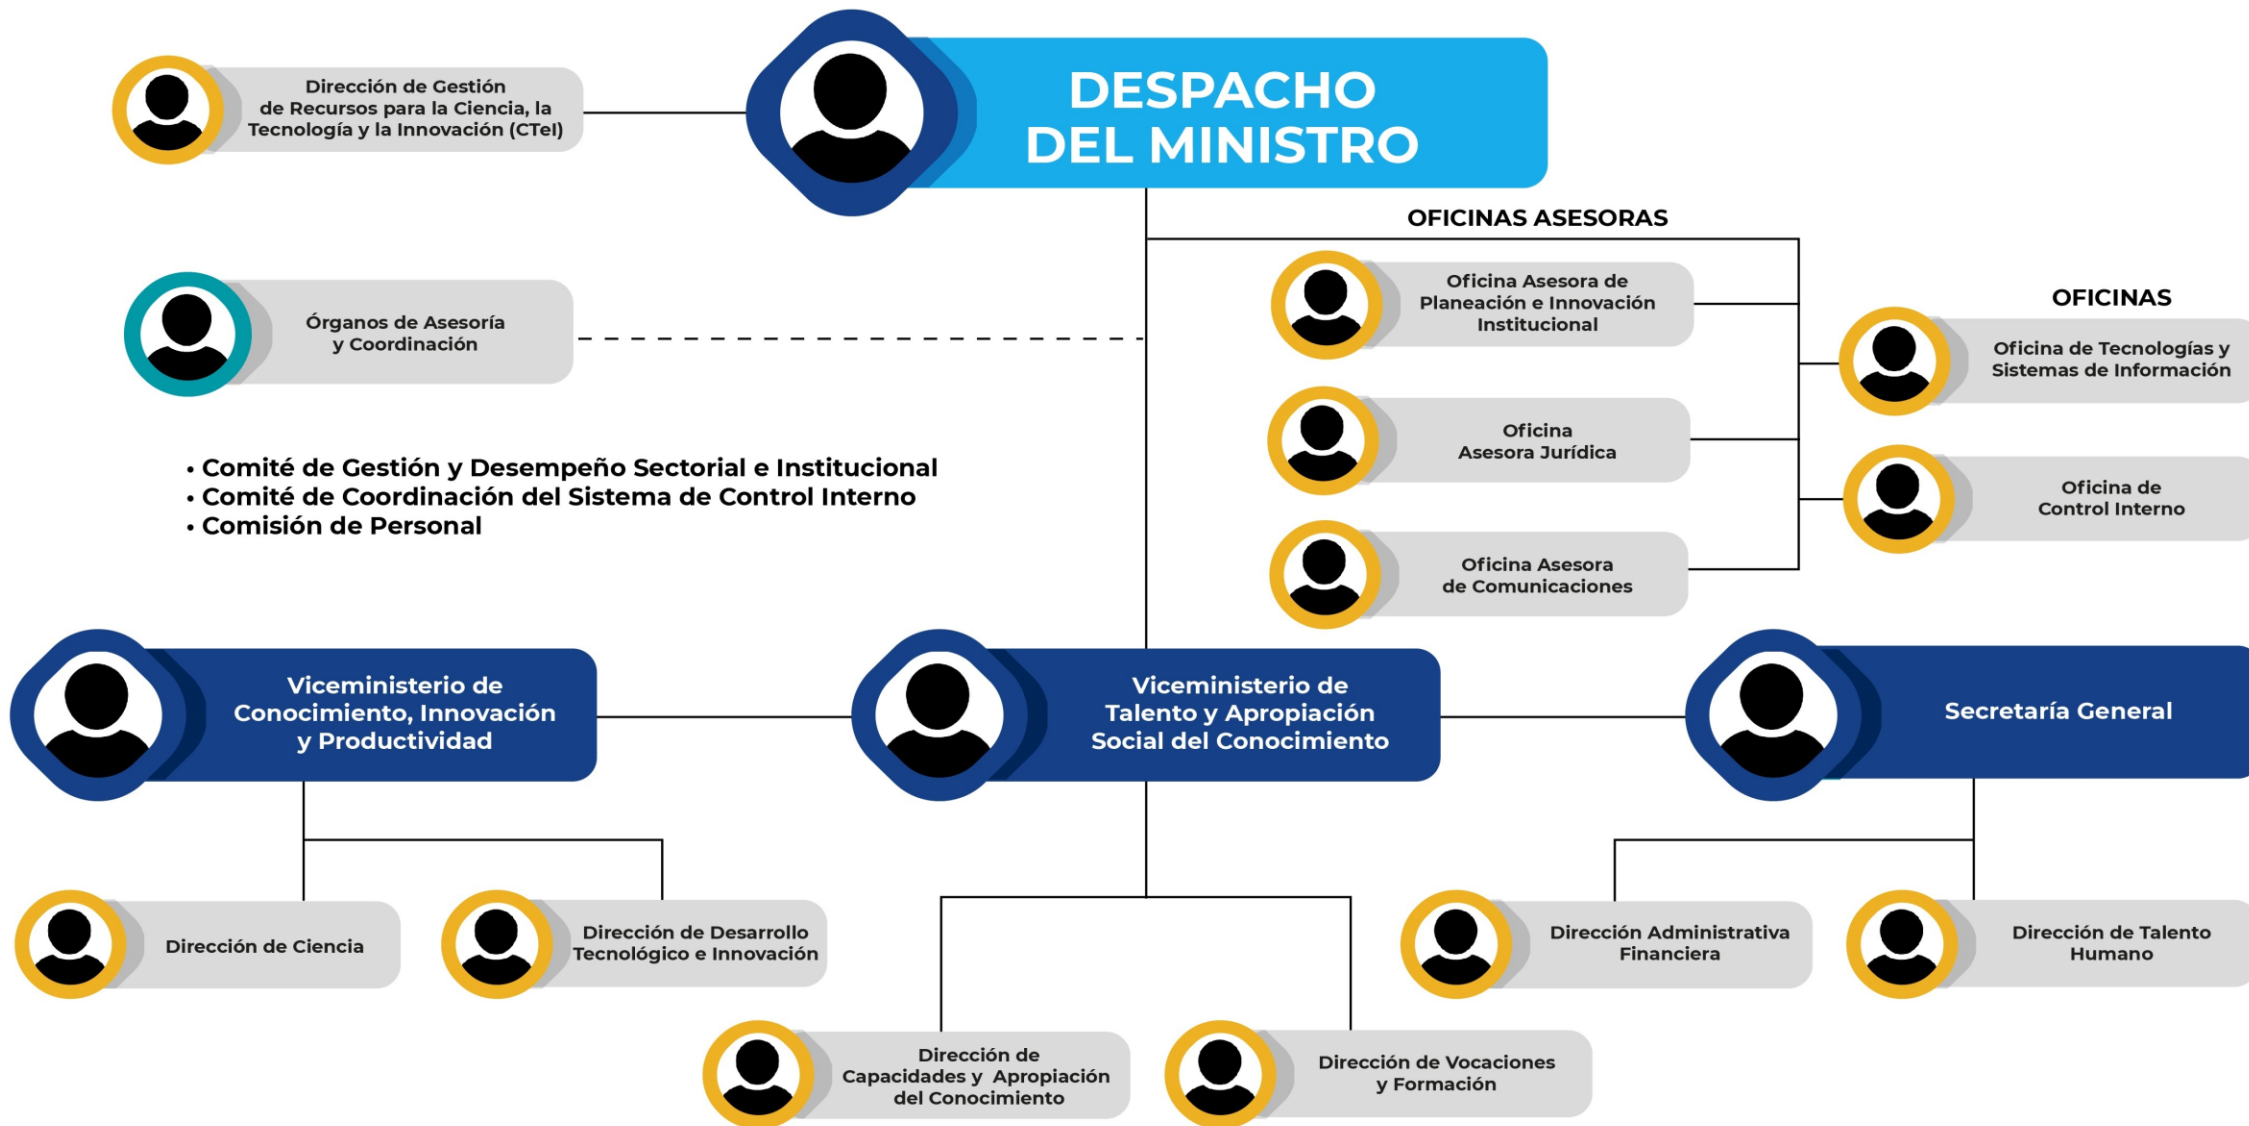 Dirección de Gestión
de Recursos para la Ciencia, la
Tecnología y la Innovación (CTeI)
DESPACHO
DEL MINISTRO
OFICINAS ASESORAS
Órganos de Asesoría
y Coordinación
• Comité de Gestión y Desempeño Sectorial e Institucional
• Comité de Coordinación del Sistema de Control Interno
• Comisión de Personal
Oficina Asesora de
Planeación e Innovación
Institucional
Oficina
Asesora Jurídica
Oficina Asesora
de Comunicaciones
OFICINAS
Oficina de Tecnologías y
Sistemas de Información
Oficina de
Control Interno
Viceministerio de
Conocimiento, Innovación
y Productividad
Viceministerio de
Talento y Apropiación
Social del Conocimiento
Secretaría General
Dirección de Ciencia
Dirección de Desarrollo
Tecnológico e Innovación
Dirección de
Capacidades y Apropiación
del Conocimiento
Dirección de Vocaciones
y Formación
Dirección Administrativa
Financiera
Dirección de Talento
Humano